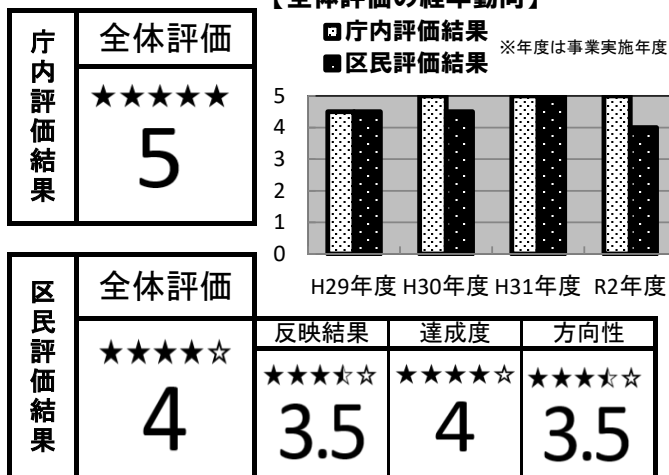 【全体評価の経年動向】
庁内評価結果
全体評価
★★★★★
5
庁内評価結果
区民評価結果
※年度は事業実施年度
5
4
3
2
1
0
H29年度 H30年度 H31年度 R2年度
区民評価結果
全体評価
★★★★☆
4
反映結果 達成度 方向性
★★★⯪☆ ★★★★☆ ★★★⯪☆
3.5 4 3.5